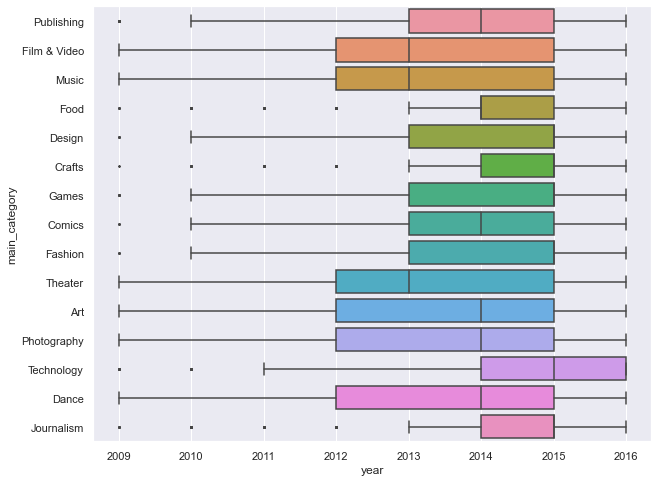 Publishing
Film & Video
Music
Food
Design
Crafts
Games
Comics
Fashion
Theater
Art
Photography
Technology
Dance
Journalism
main_category
2009 2010 2011 2012 2013 2014 2015 2016
year